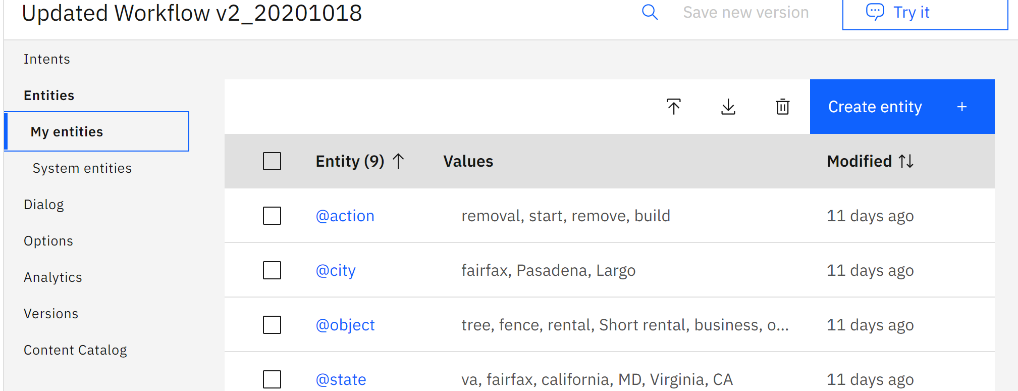 Updated Workflow v2_20201018
Save new version
Try it
Intents
Entities
My entities
System entities
Dialog
Options
Analytics
Versions
Content Catalog
Create entity +
Entity (9) ↑ Values Modified ↑↓
@action removal, start, remove, build 11 days ago
@city fairfax, Pasadena, Largo 11 days ago
@object tree, fence, rental, Short rental, business, o... 11 days ago
@state va, fairfax, california, MD, Virginia, CA 11 days ago